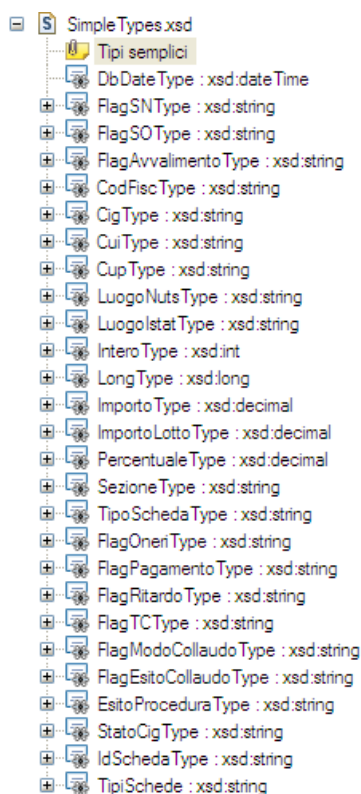 SimpleTypes.xsd
Tipi semplici
DbDateType : xsd:dateTime
FlagSNType : xsd:string
FlagSOType : xsd:string
FlagAvvalimentoType : xsd:string
CodFiscType : xsd:string
CigType : xsd:string
CuiType : xsd:string
CupType : xsd:string
LuogoNutsType : xsd:string
LuogoIstatType : xsd:string
InteroType : xsd:int
LongType : xsd:long
ImportoType : xsd:decimal
ImportoLottoType : xsd:decimal
PercentualeType : xsd:decimal
SezioneType : xsd:string
TipoSchedaType : xsd:string
FlagOneriType : xsd:string
FlagPagamentoType : xsd:string
FlagRitardoType : xsd:string
FlagTCType : xsd:string
FlagModoCollaudoType : xsd:string
FlagEsitoCollaudoType : xsd:string
EsitoProceduraType : xsd:string
StatoCigType : xsd:string
IdSchedaType : xsd:string
TipiSchede : xsd:string